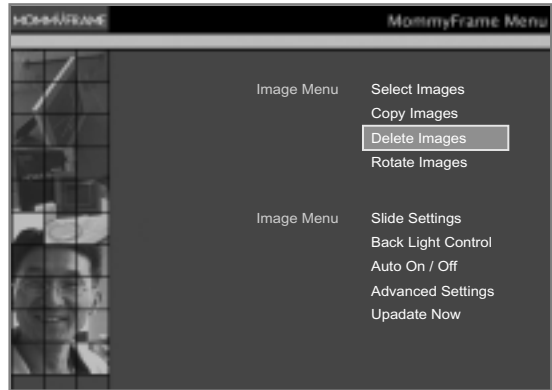 MOMMYFRAME MommyFrame Menu
Image Menu Select Images
Copy Images
Delete Images
Rotate Images
Image Menu Slide Settings
Back Light Control
Auto On / Off
Advanced Settings
Upadate Now